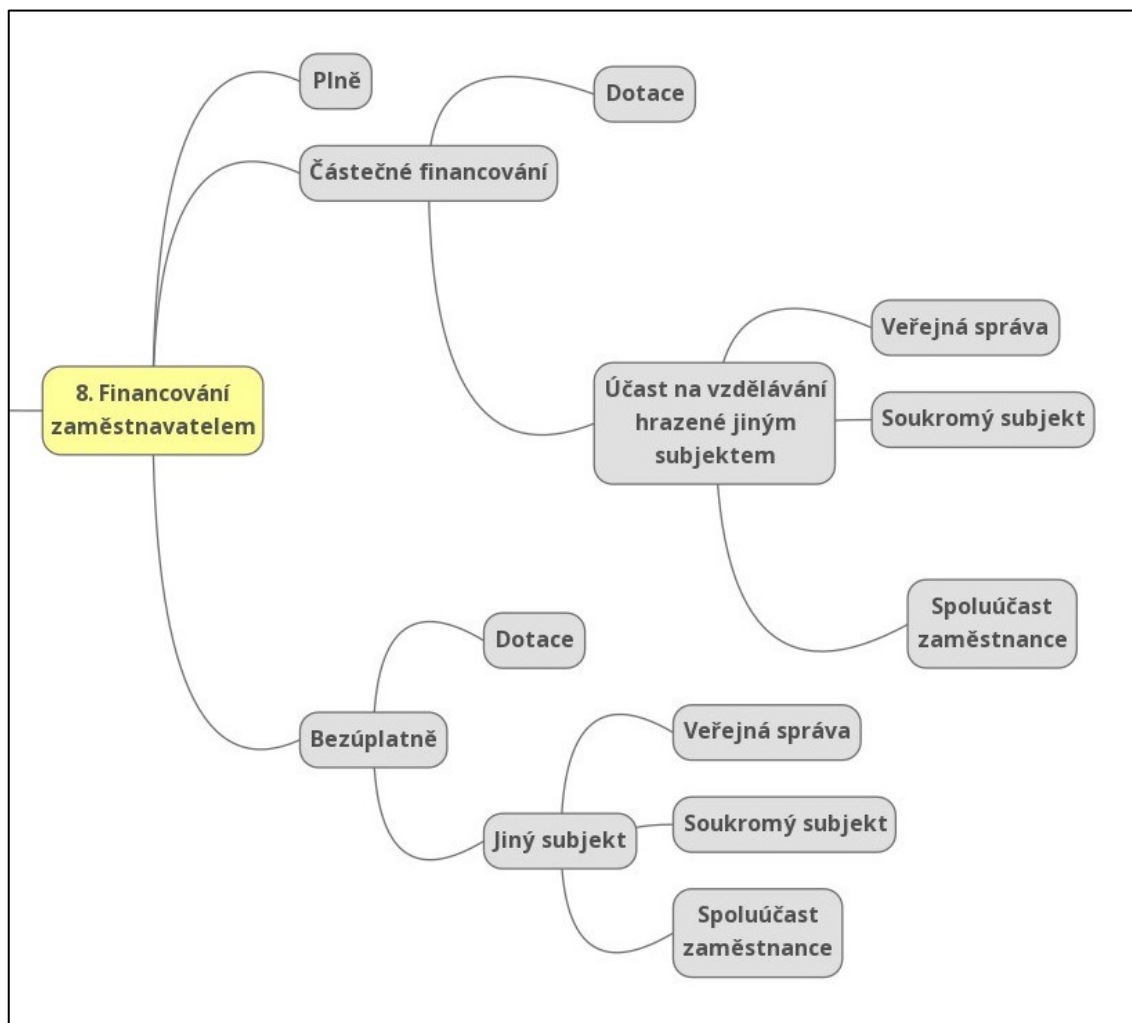 Plně
Dotace
Částečné financování
Veřejná správa
8. Financování
zaměstnavatelem
Účast na vzdělávání
hrazené jiným
subjektem
Soukromý subjekt
Spoluúčast
zaměstnance
Dotace
Bezúplatně
Veřejná správa
Jiný subjekt
Soukromý subjekt
Spoluúčast
zaměstnance